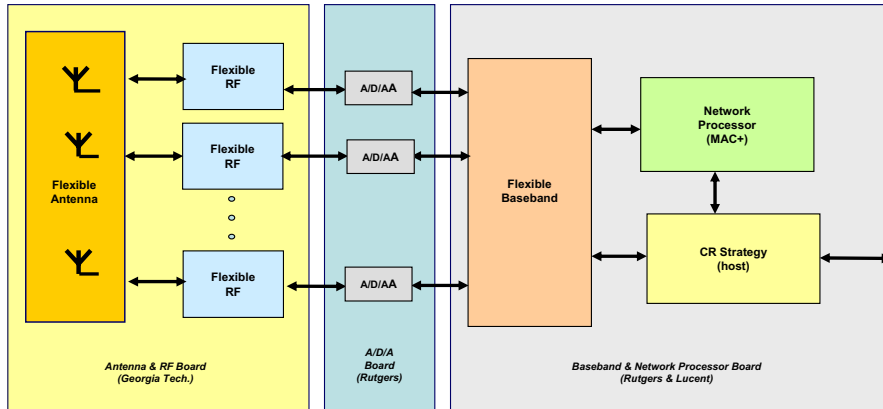 Flexible
Antenna
Flexible
RF
Flexible
RF
Flexible
RF
A/D/AA
A/D/AA
A/D/AA
Flexible
Baseband
Network
Processor
(MAC+)
CR Strategy
(host)
Antenna & RF Board
(Georgia Tech.)
A/D/A
Board
(Rutgers)
Baseband & Network Processor Board
(Rutgers & Lucent)